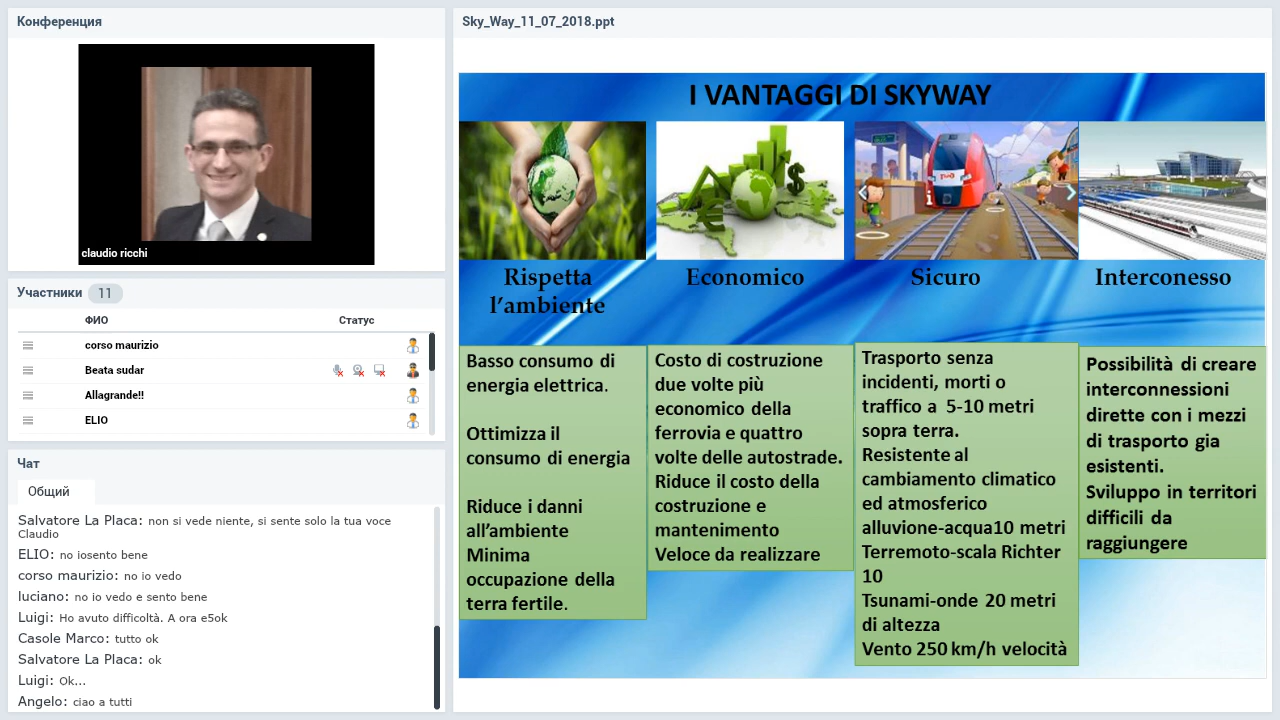 Конференция
claudio ricchi
Участники 11
ФИО Статус
corso maurizio
Beata sudar
Allagrande!!
ELIO
Чат
Общий
Salvatore La Placa: non si vede niente, si sente solo la tua voce
Claudio
ELIO: no iosento bene
corso maurizio: no io vedo
luciano: no io vedo e sento bene
Luigi: Ho avuto difficoltà. A ora e5ok
Casole Marco: tutto ok
Salvatore La Placa: ok
Luigi: Ok...
Angelo: ciao a tutti
Sky_Way_11_07_2018.ppt
I VANTAGGI DI SKYWAY
Rispetta
l’ambiente
Basso consumo di
energia elettrica.
Ottimizza il
consumo di energia
Riduce i danni
all’ambiente
Minima
occupazione della
terra fertile.
Economico
Costo di costruzione
due volte più
economico della
ferrovia e quattro
volte delle autostrade.
Riduce il costo della
costruzione e
mantenimento
Veloce da realizzare
Sicuro
Trasporto senza
incidenti, morti o
traffico a 5-10 metri
sopra terra.
Resistente al
cambiamento climatico
ed atmosferico
alluvione-acqua10 metri
Terremoto-scala Richter
10
Tsunami-onde 20 metri
di altezza
Vento 250 km/h velocità
Interconesso
Possibilità di creare
interconnessioni
dirette con i mezzi
di trasporto gia
esistenti.
Sviluppo in territori
difficili da
raggiungere